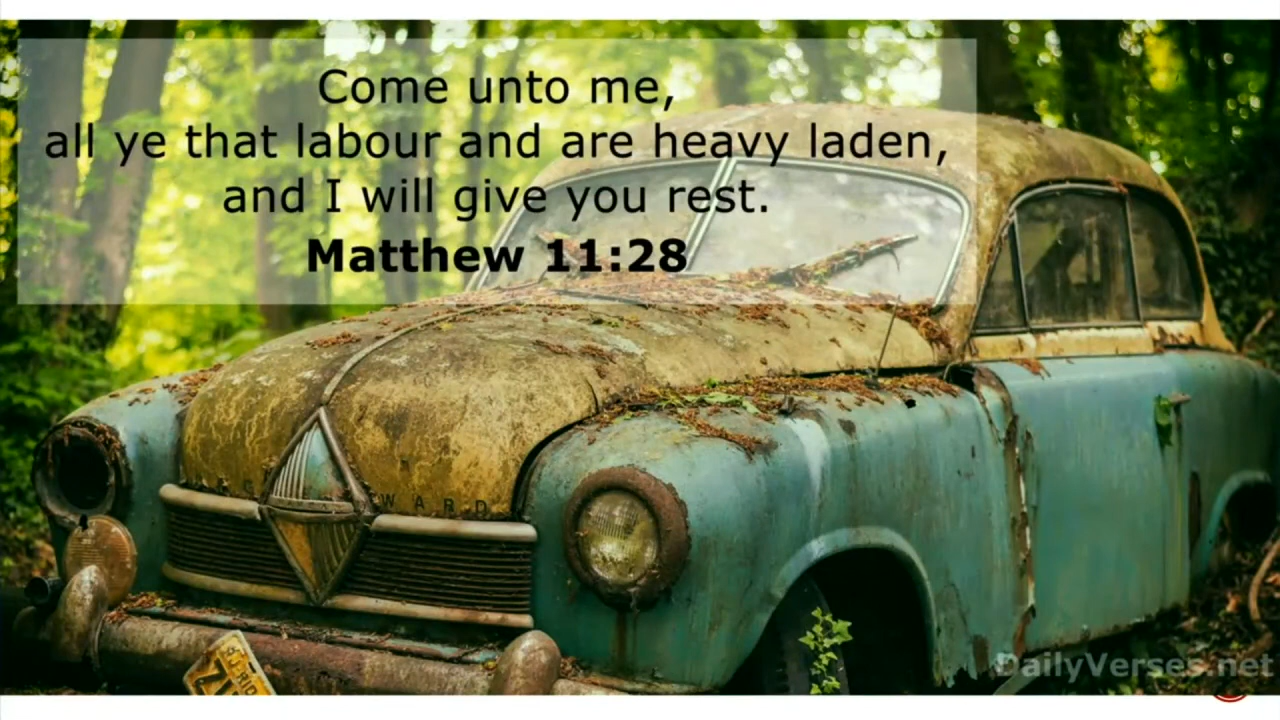 Come unto me,
all ye that labour and are heavy laden,
and I will give you rest.
Matthew 11:28
WARD
DailyVerses.net